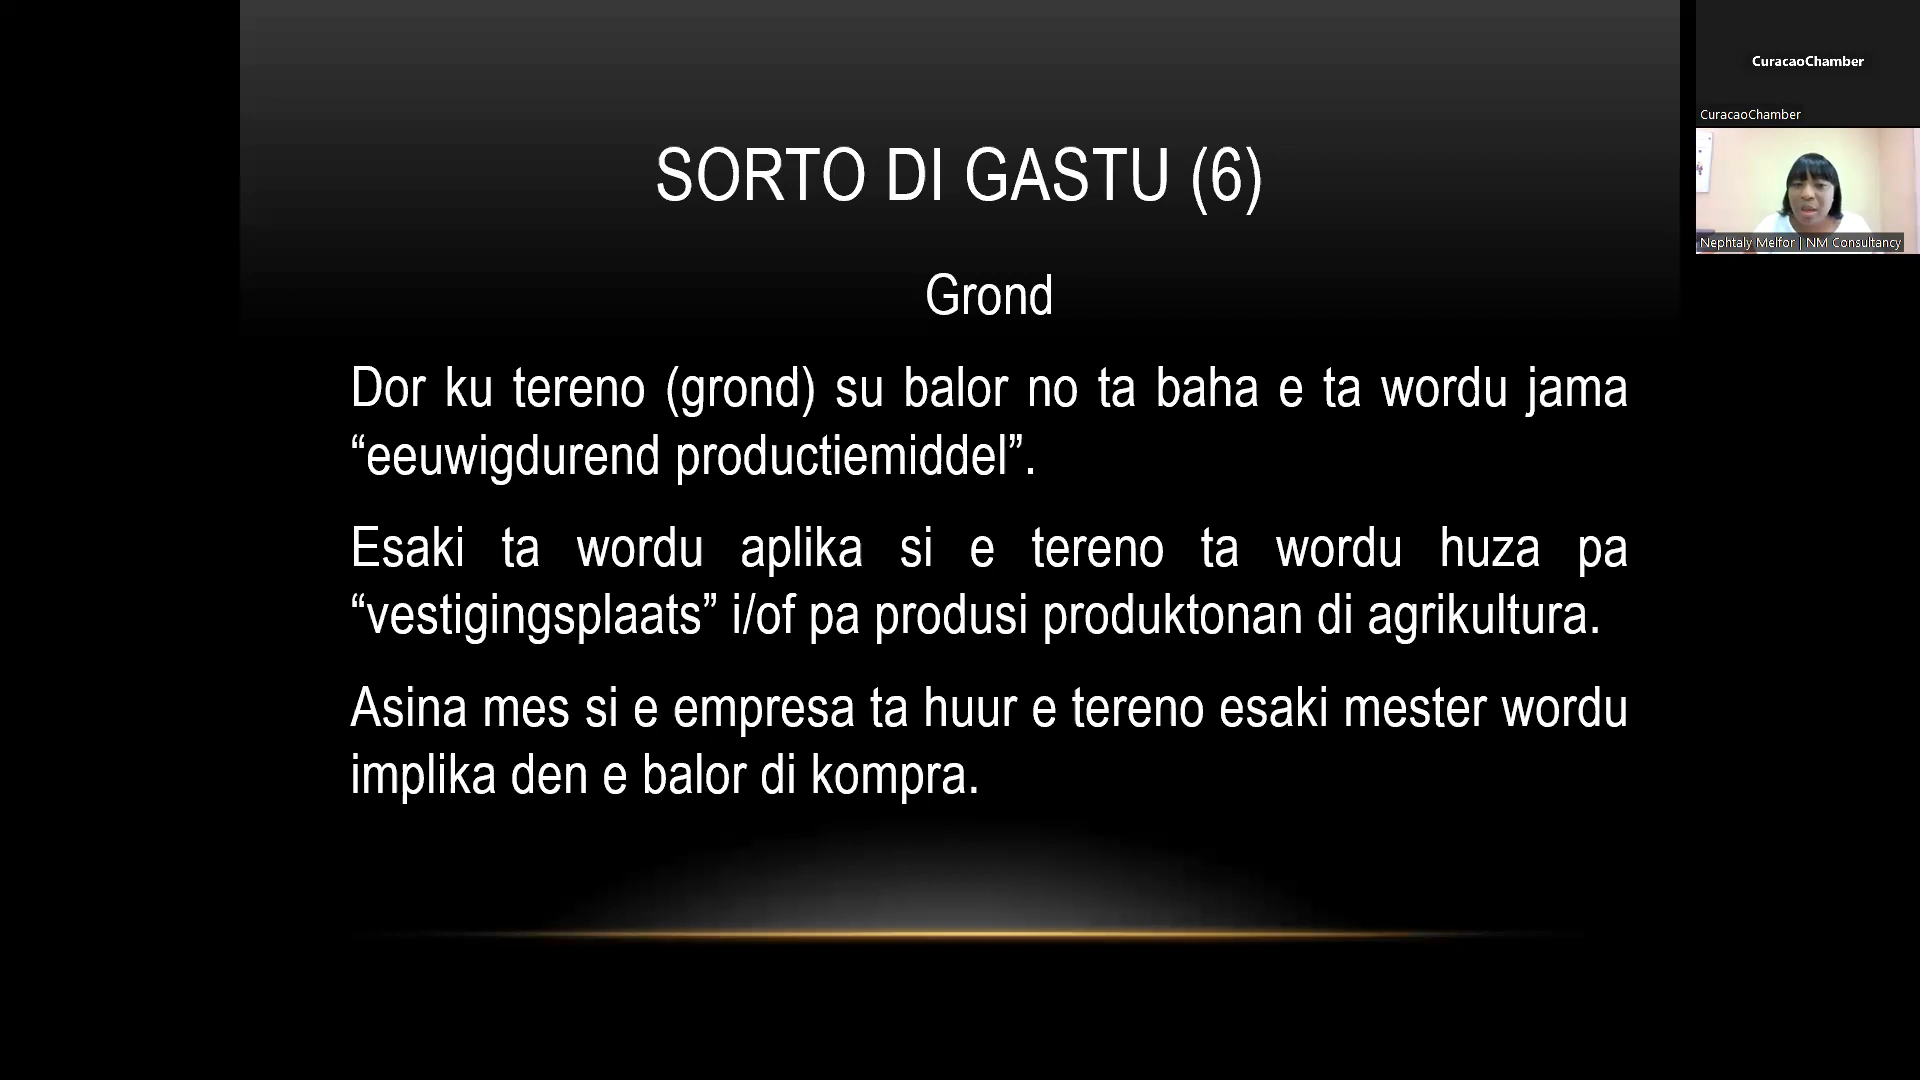 SORTO DI GASTU (6)
Grond
Dor ku tereno (grond) su balor no ta baha e ta wordu jama
“eeuwigdurend productiemiddel”.
Esaki ta wordu aplika si e tereno ta wordu huza pa
“vestigingsplaats” i/of pa produsi produktonan di agrikultura.
Asina mes si e empresa ta huur e tereno esaki mester wordu
implika den e balor di kompra.
CuracaoChamber
CuracaoChamber
Nephtaly Melfor | NM Consultancy